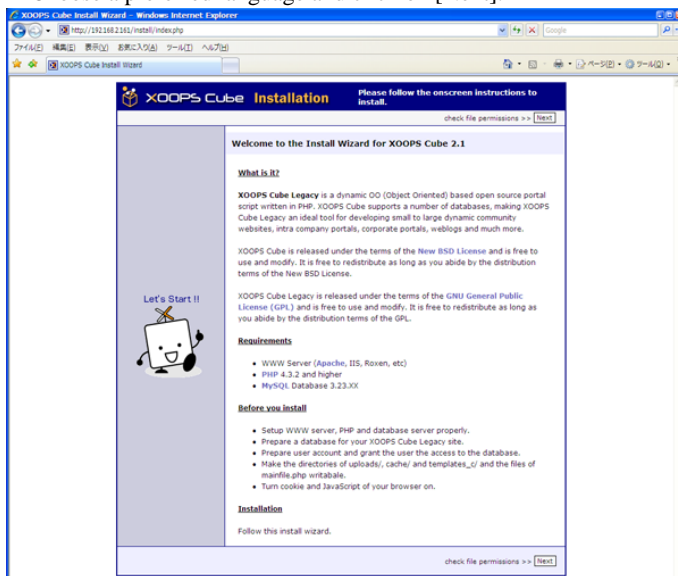 XOOPS Cube Install Wizard - Windows Internet Explorer
http://192.168.2.161/install/index.php
Google
ファイル(F) 編集(E) 表示(V) お気に入り(A) ツール(T) ヘルプ(H)
XOOPS Cube Install Wizard
ページ(P) ツール(O)
XOOPS Cube Installation
Please follow the onscreen instructions to
install.
check file permissions >> Next
Welcome to the Install Wizard for XOOPS Cube 2.1
What is it?
XOOPS Cube Legacy is a dynamic OO (Object Oriented) based open source portal
script written in PHP. XOOPS Cube supports a number of databases, making XOOPS
Cube Legacy an ideal tool for developing small to large dynamic community
websites, intra company portals, corporate portals, weblogs and much more.
XOOPS Cube is released under the terms of the New BSD License and is free to
use and modify. It is free to redistribute as long as you abide by the distribution
terms of the New BSD License.
XOOPS Cube Legacy is released under the terms of the GNU General Public
License (GPL) and is free to use and modify. It is free to redistribute as long as
you abide by the distribution terms of the GPL.
Let's Start !!
Requirements
• WWW Server (Apache, IIS, Roxen, etc)
• PHP 4.3.2 and higher
• MySQL Database 3.23.XX
Before you install
• Setup WWW server, PHP and database server properly.
• Prepare a database for your XOOPS Cube Legacy site.
• Prepare user account and grant the user the access to the database.
• Make the directories of uploads/, cache/ and templates_c/ and the files of
mainfile.php writabale.
• Turn cookie and JavaScript of your browser on.
Installation
Follow this install wizard.
check file permissions >> Next